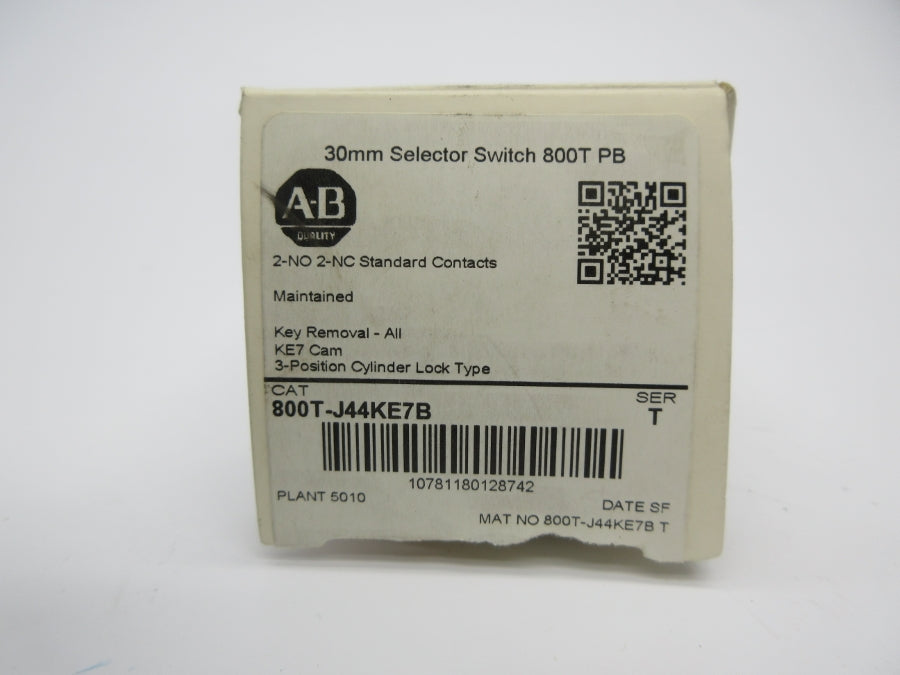 30mm Selector Switch 800T PB
A-B
QUALITY
2-NO 2-NC Standard Contacts
Maintained
Key Removal - All
KE7 Cam
3-Position Cylinder Lock Type
CAT
SER
800T-J44KE7B
T
10781180128742
PLANT 5010
DATE SF
MAT NO 800T-J44KE7B T